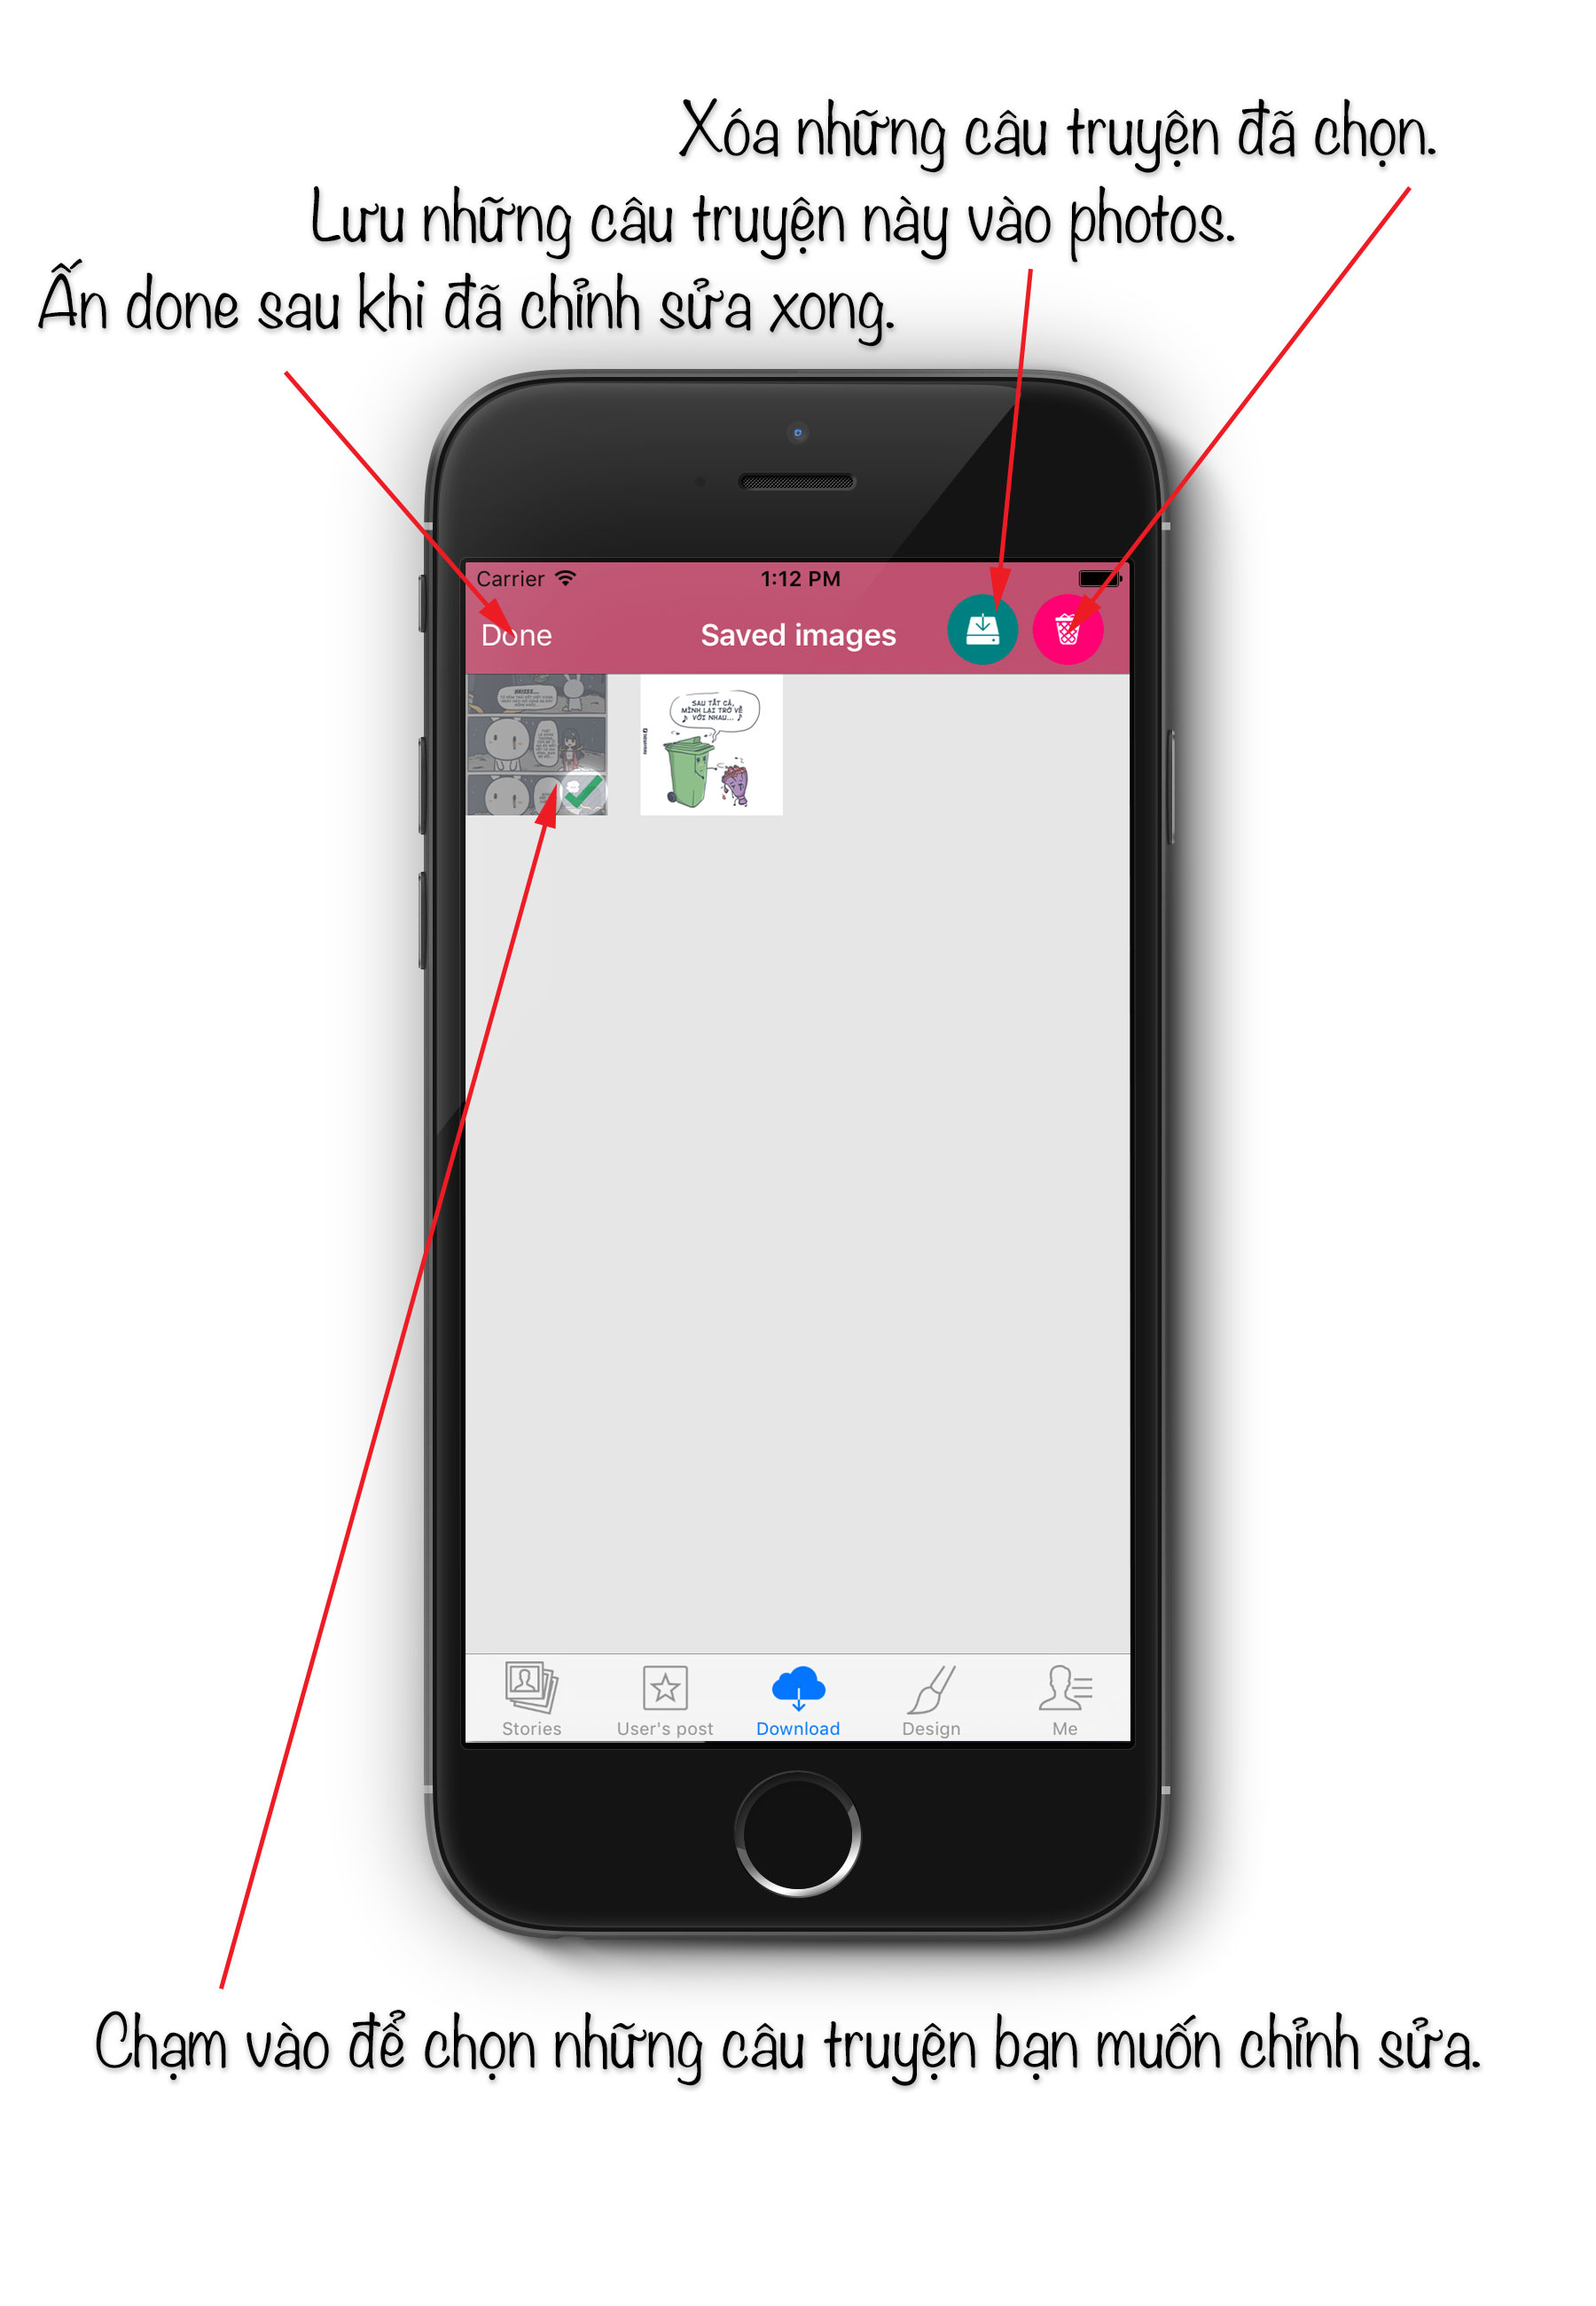 Xóa những câu truyện đã chọn.
Lưu những câu truyện này vào photos.
Ấn done sau khi đã chỉnh sửa xong.
Carrier
1:12 PM
Done
Saved images
SAU TẤT CẢ,
MÌNH LẠI TRỞ VỀ
VỚI NHAU...
Stories
User's post
Download
Design
Me
Chạm vào để chọn những câu truyện bạn muốn chỉnh sửa.